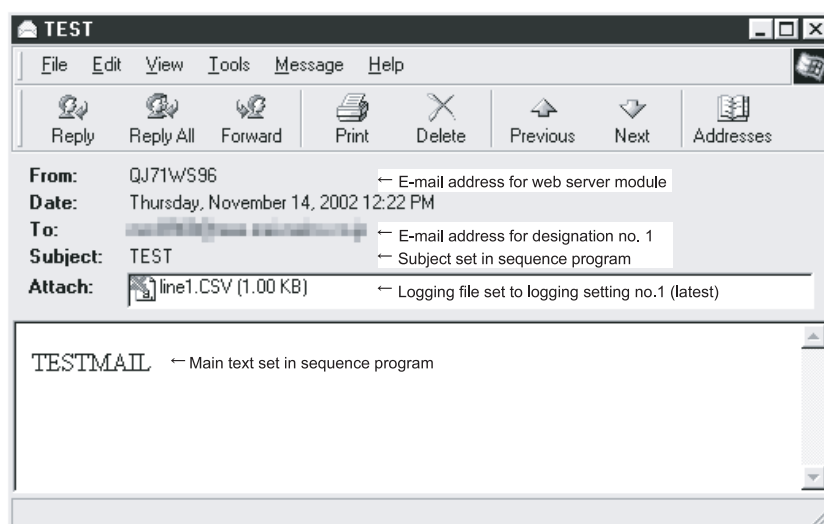 TEST
File Edit View Tools Message Help
Reply Reply All Forward Print Delete Previous Next Addresses
From: QJ71WS96 ← E-mail address for web server module
Date: Thursday, November 14, 2002 12:22 PM
To: ← E-mail address for designation no. 1
Subject: TEST ← Subject set in sequence program
Attach: line1.CSV (1.00 KB) ← Logging file set to logging setting no.1 (latest)
TESTMAIL ← Main text set in sequence program